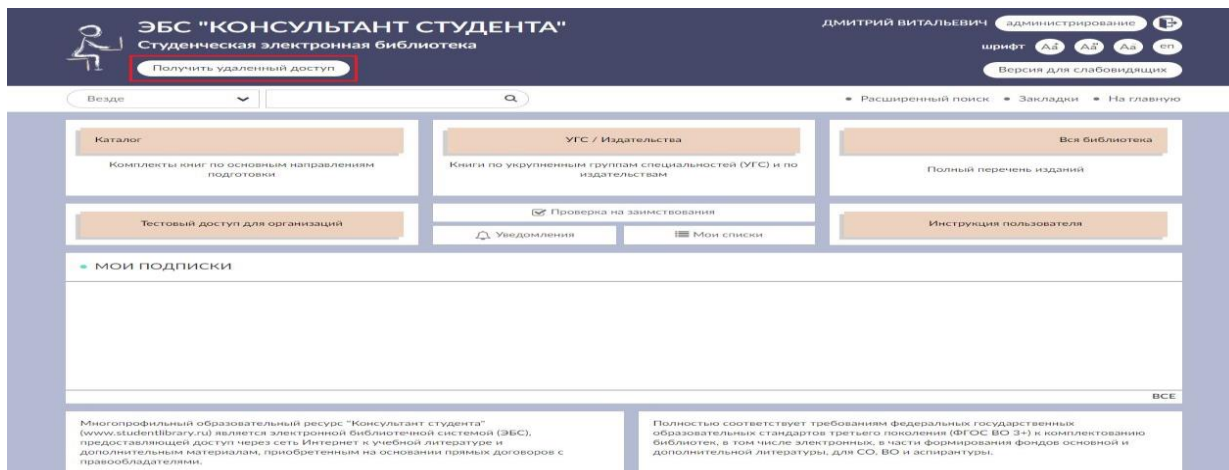 ЭБС "КОНСУЛЬТАНТ СТУДЕНТА"
Студенческая электронная библиотека
Получить удаленный доступ
ДМИТРИЙ ВИТАЛЬЕВИЧ администрирование
шрифт Aa Aa Aa en
Версия для слабовидящих
Везде
• Расширенный поиск • Закладки • На главную
Каталог
Комплекты книг по основным направлениям
подготовки
УГС / Издательства
Книги по укрупненным группам специальностей (УГС) и по
издательствам
Вся библиотека
Полный перечень изданий
Тестовый доступ для организаций
Проверка на заимствования
Уведомления
Мои списки
Инструкция пользователя
• МОИ ПОДПИСКИ
ВСЕ
Многопрофильный образовательный ресурс "Консультант студента"
(www.studentlibrary.ru) является электронной библиотечной системой (ЭБС),
предоставляющей доступ через сеть Интернет к учебной литературе и
дополнительным материалам, приобретенным на основании прямых договоров с
правообладателями.
Полностью соответствует требованиям федеральных государственных
образовательных стандартов третьего поколения (ФГОС ВО 3+) к комплектованию
библиотек, в том числе электронных, в части формирования фондов основной и
дополнительной литературы, для СО, ВО и аспирантуры.